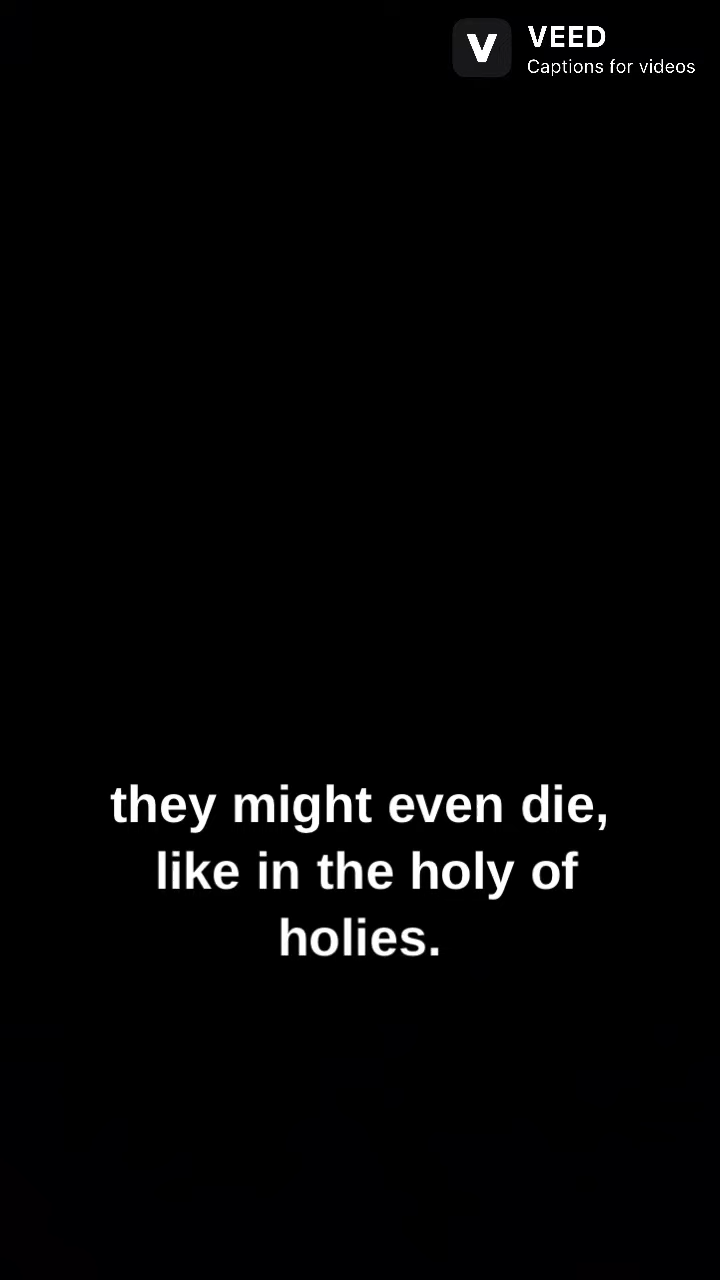 VEED
Captions for videos
they might even die,
like in the holy of
holies.